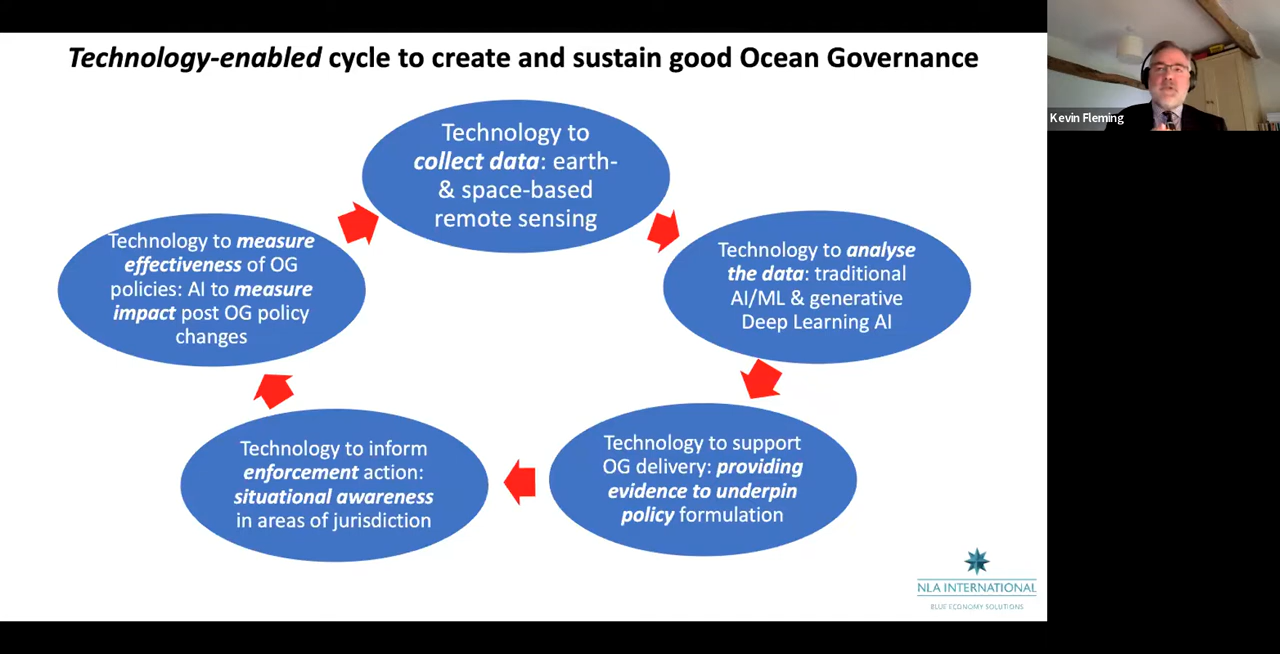 Technology-enabled cycle to create and sustain good Ocean Governance
Kevin Fleming
Technology to
collect data: earth-
& space-based
remote sensing
Technology to analyse
the data: traditional
AI/ML & generative
Deep Learning AI
Technology to support
OG delivery: providing
evidence to underpin
policy formulation
Technology to inform
enforcement action:
situational awareness
in areas of jurisdiction
Technology to measure
effectiveness of OG
policies: AI to measure
impact post OG policy
changes
NLA INTERNATIONAL
BLUE ECONOMY SOLUTIONS